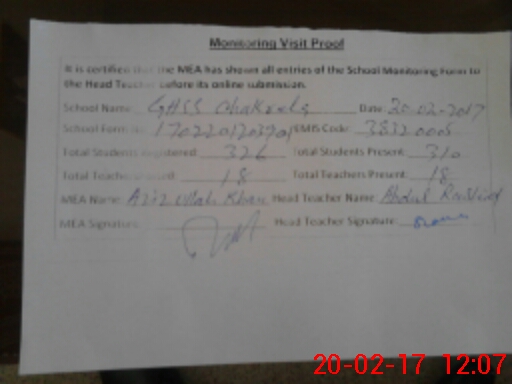 Monitoring Visit Proof
It is certified that the MEA has shown all entries of the School Monitoring Form to
the Head Teacher before its online submission.
School Name: GHSS Date: 20-02-2017
School Form EMIS Code: 38320005
Total Students Registered: 326 Total Students Present: 310
Total Teachers 18 Total Teachers Present: 18
MEA Name: Aziz Ullah Khan Head Teacher Name: Abdul Rashid
MEA Signature: Head Teacher Signature:
20-02-17 12:07